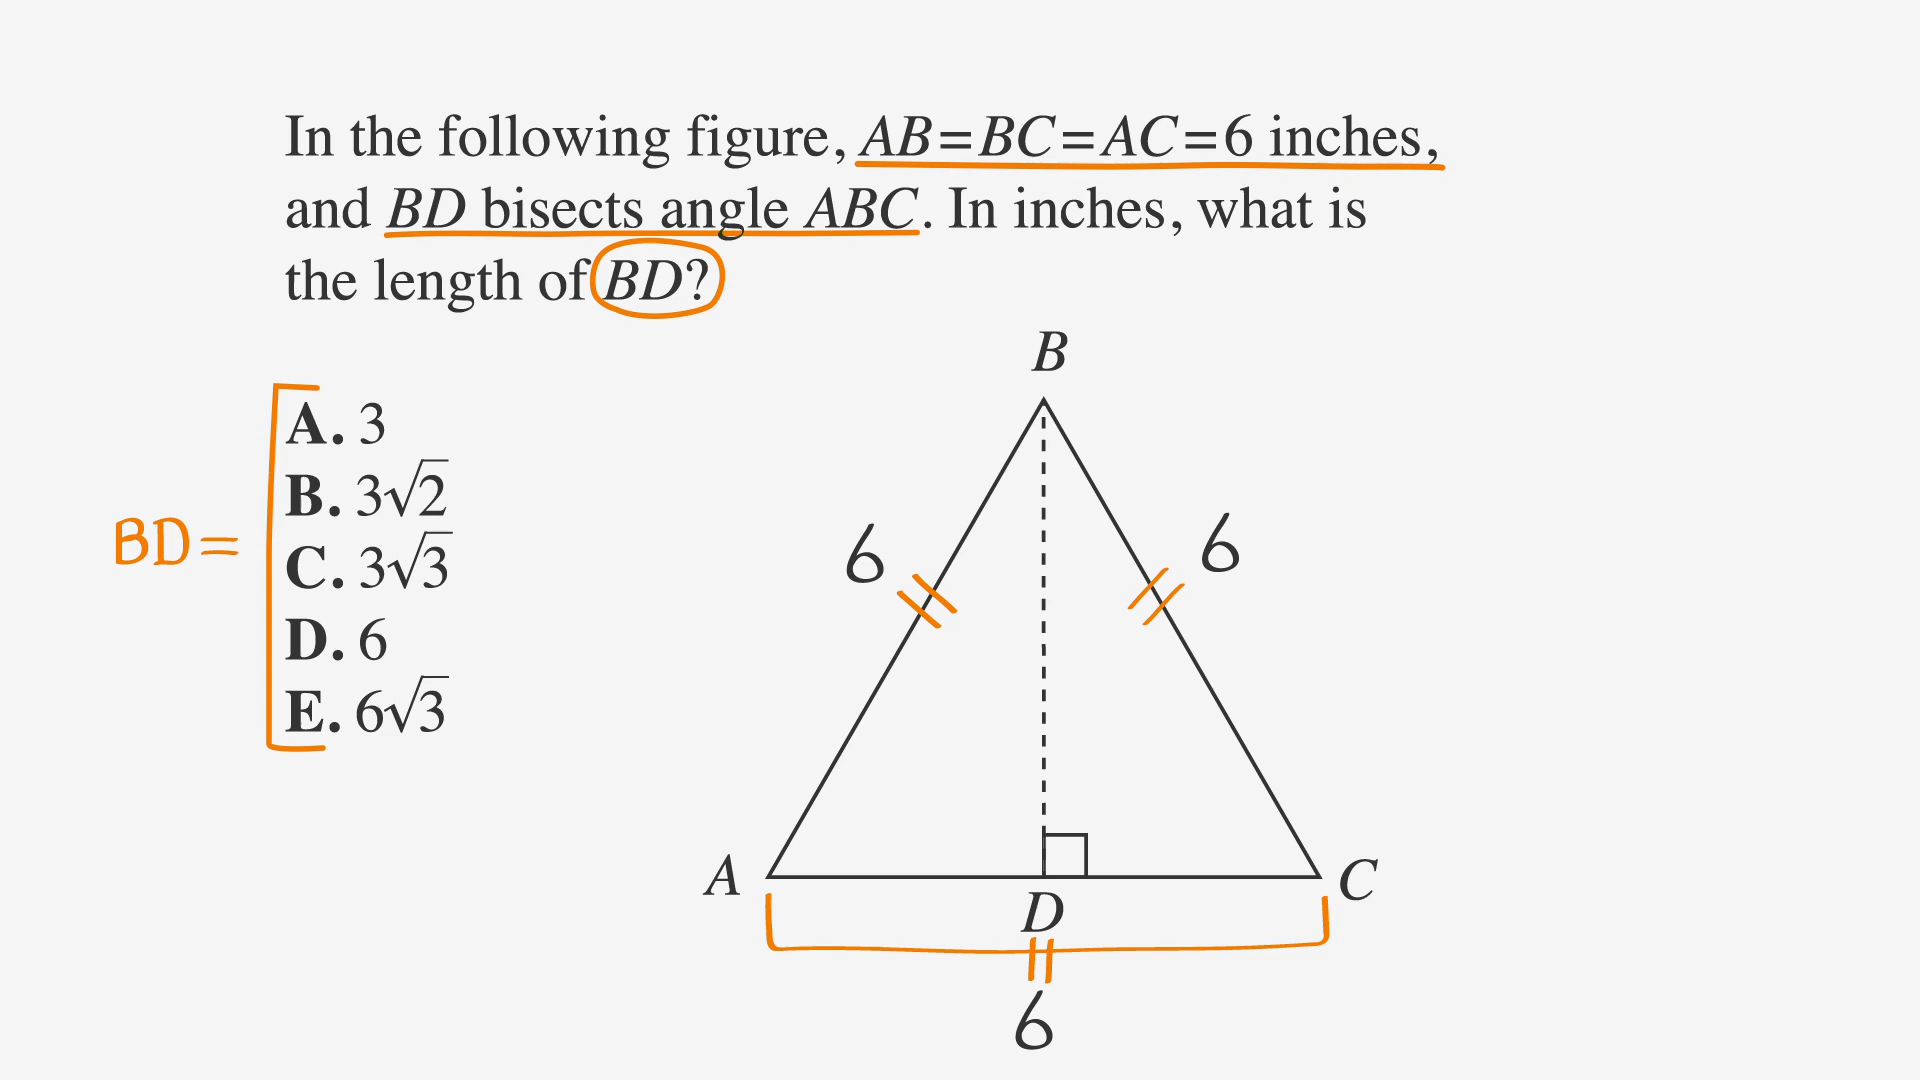 In the following figure, AB=BC=AC=6 inches,
and BD bisects angle ABC. In inches, what is
the length of BD?
BD=
A. 3
B. 3√2
C. 3√3
D. 6
E. 6√3
B
6
6
A
D
C
6